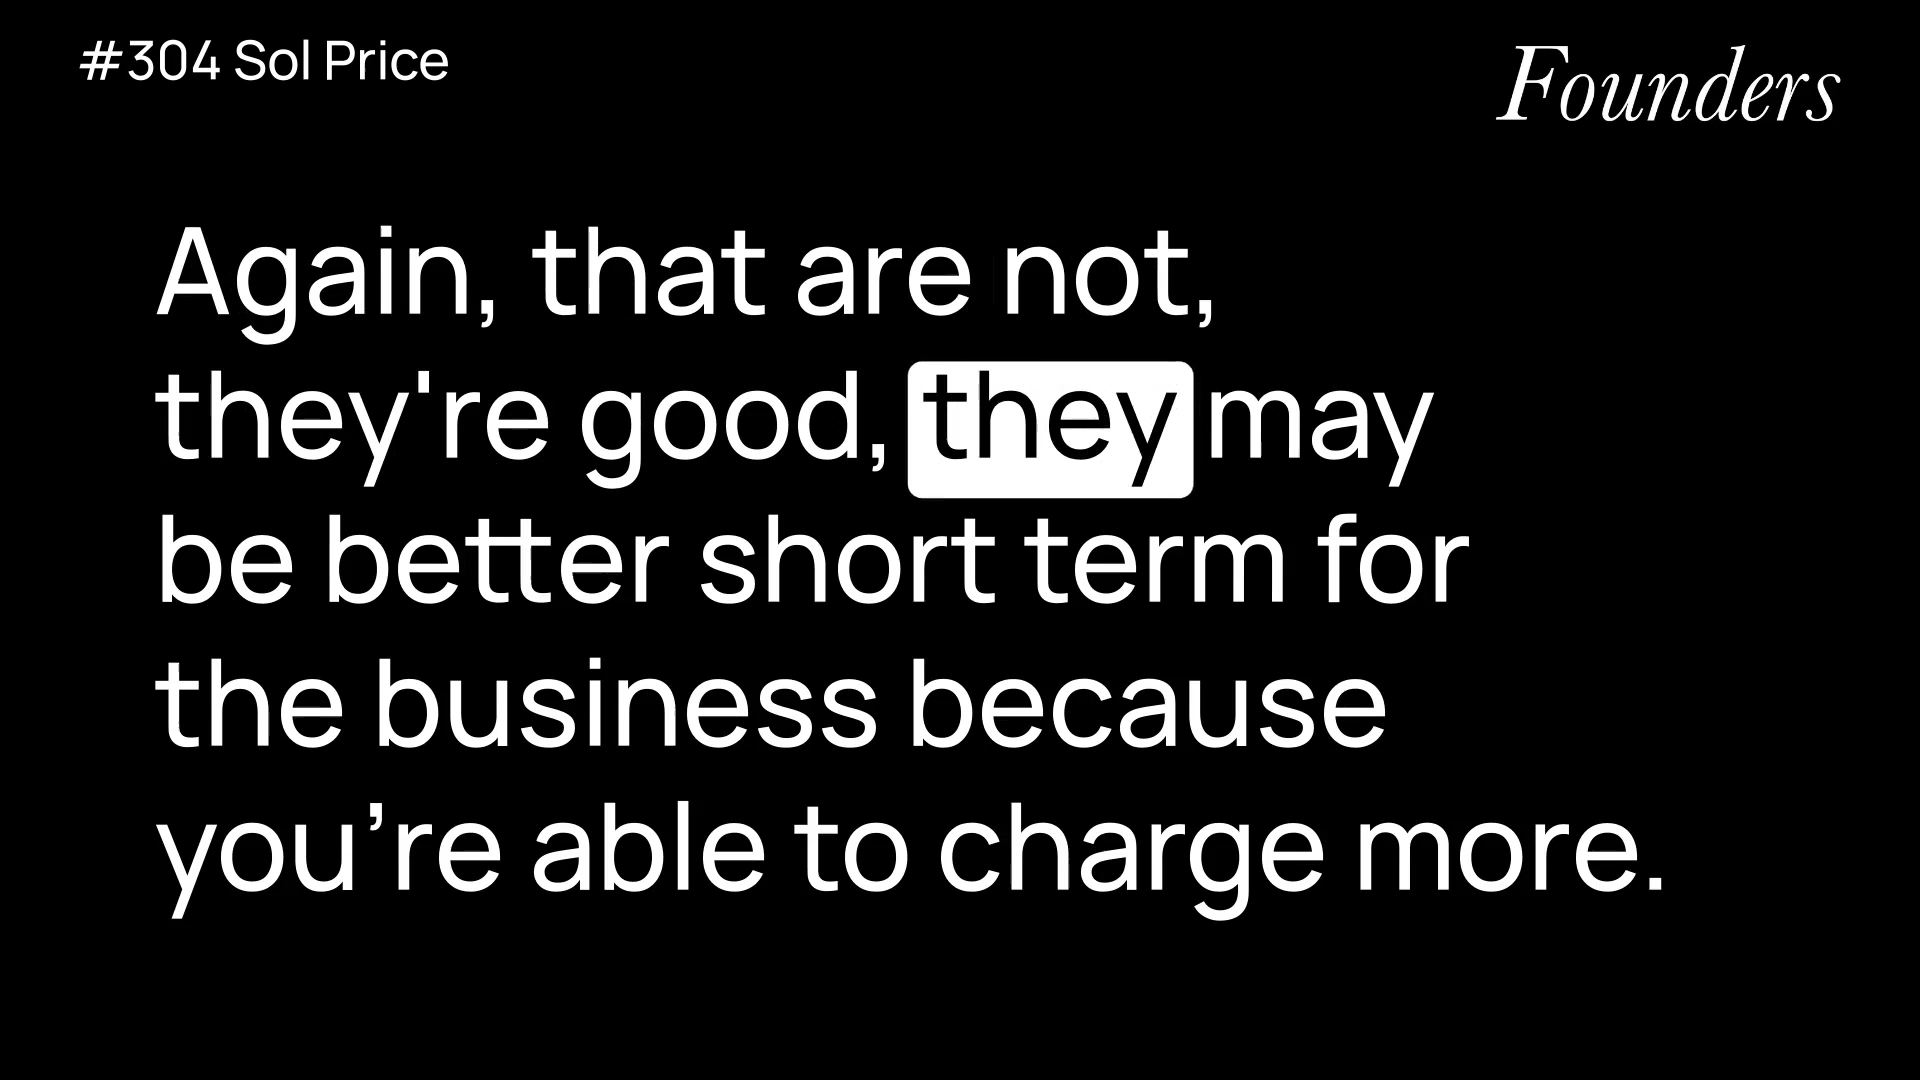 #304 Sol Price
Founders
Again, that are not,
they're good, they may
be better short term for
the business because
you’re able to charge more.